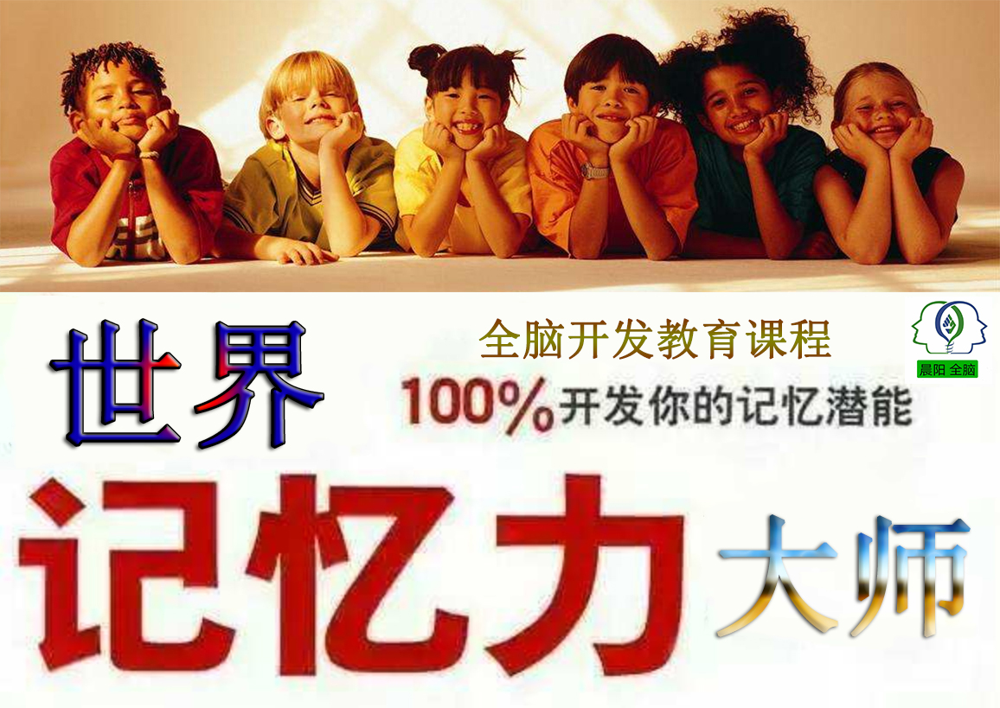 世界
全脑开发教育课程
晨阳 全脑
100%开发你的记忆潜能
记忆力
大师